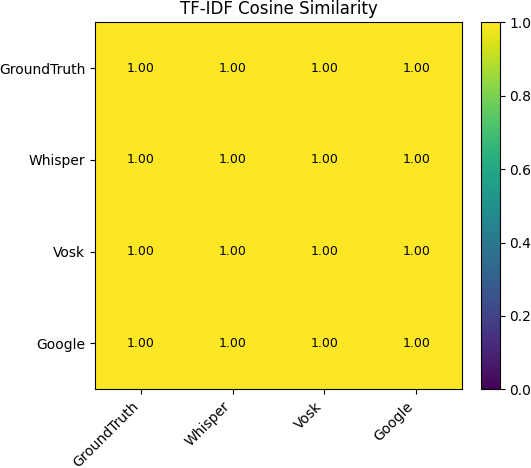 TF-IDF Cosine Similarity
GroundTruth 1.00 1.00 1.00 1.00
Whisper 1.00 1.00 1.00 1.00
Vosk 1.00 1.00 1.00 1.00
Google 1.00 1.00 1.00 1.00
GroundTruth Whisper Vosk Google
1.0
0.8
0.6
0.4
0.2
0.0